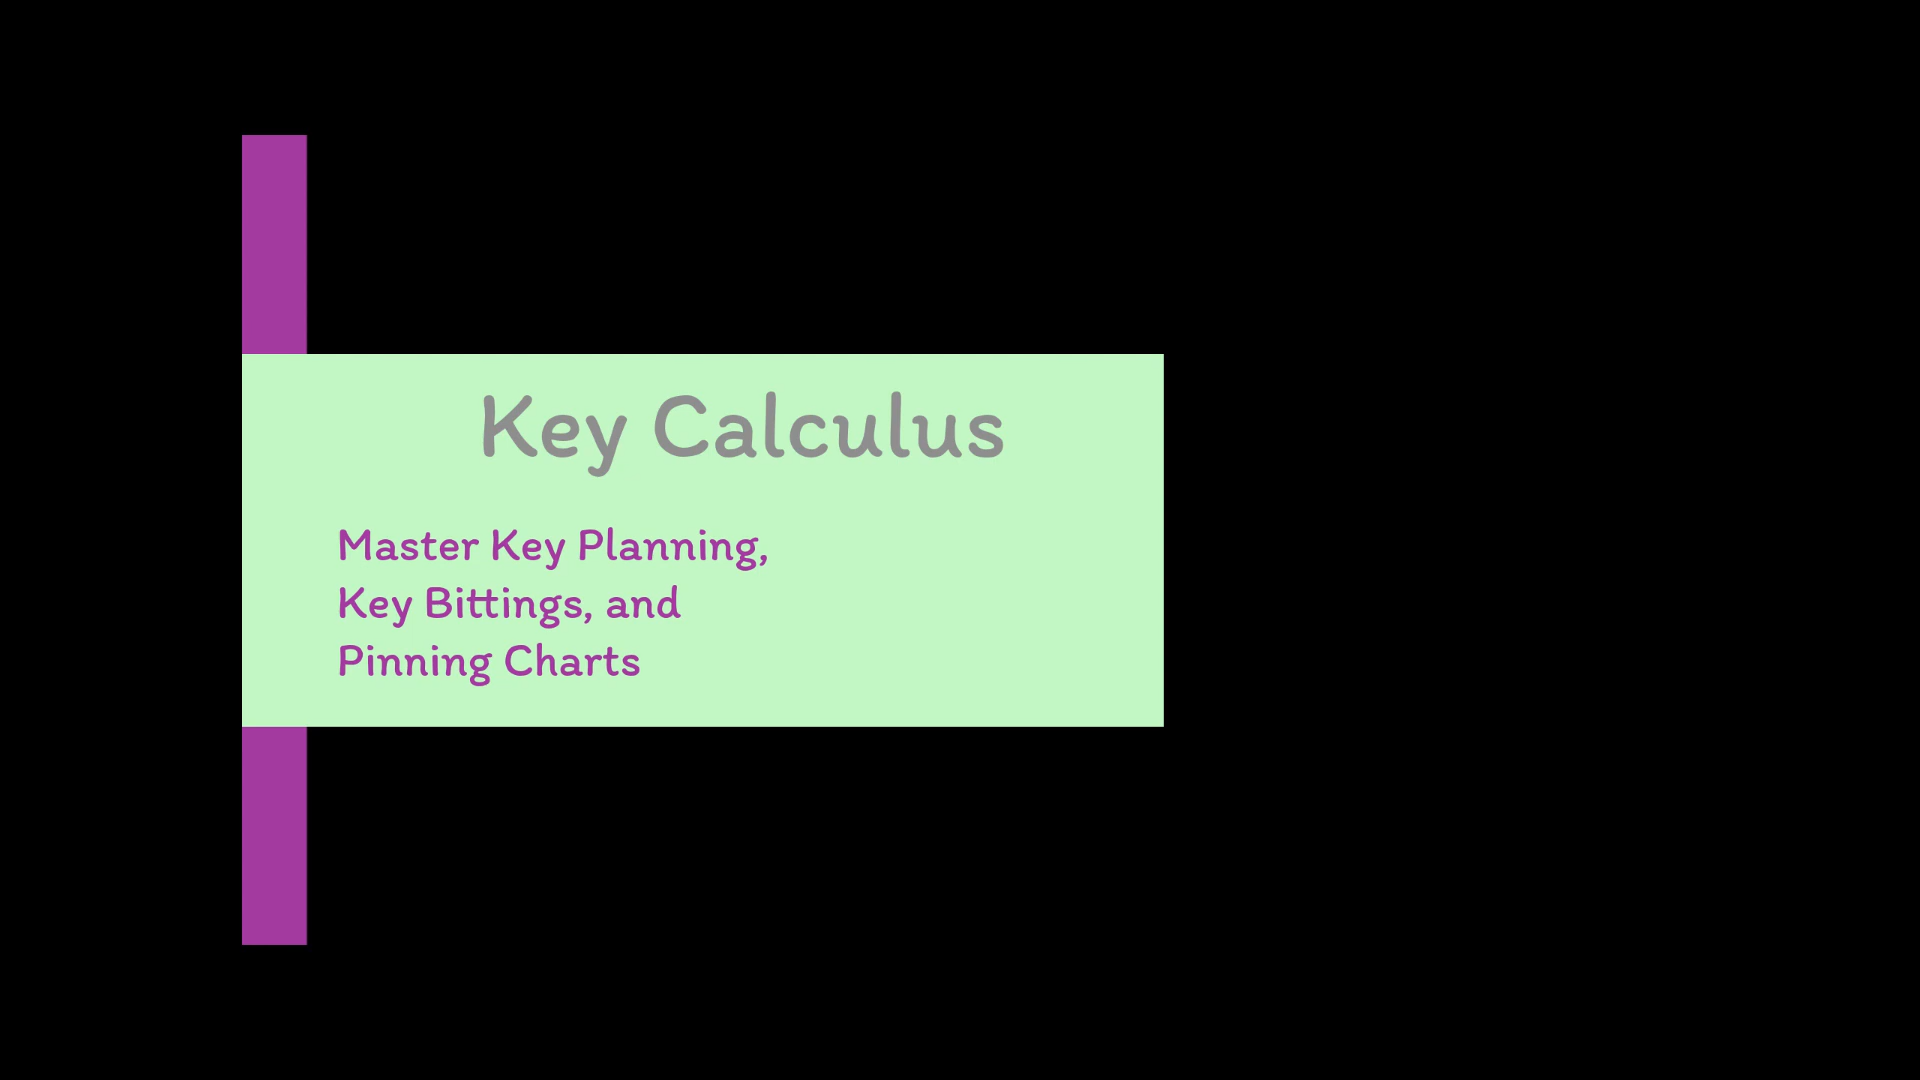 Key Calculus
Master Key Planning,
Key Bittings, and
Pinning Charts